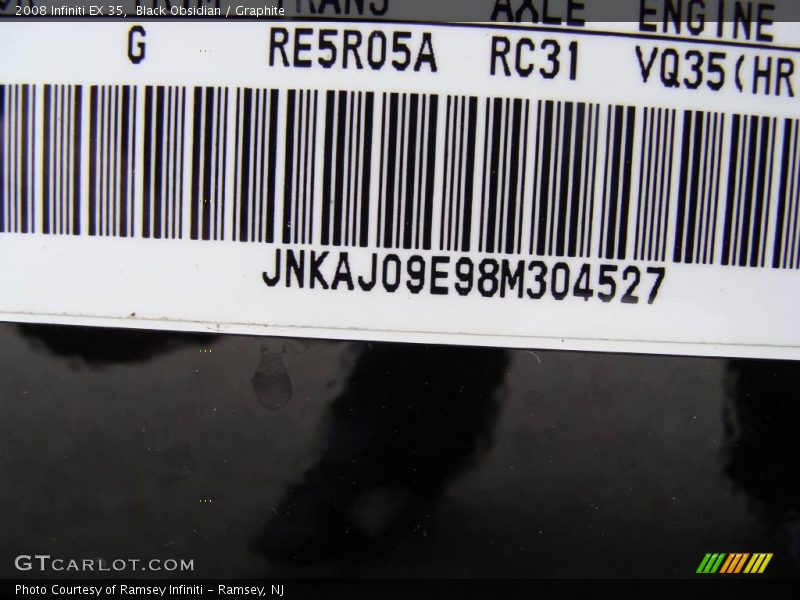 2008 Infiniti EX 35, Black Obsidian / Graphite
TRANS AXLE ENGINE
G RE5R05A RC31 VQ35(HR
JNKAJ09E98M304527
GTCARLOT.COM
Photo Courtesy of Ramsey Infiniti - Ramsey, NJ